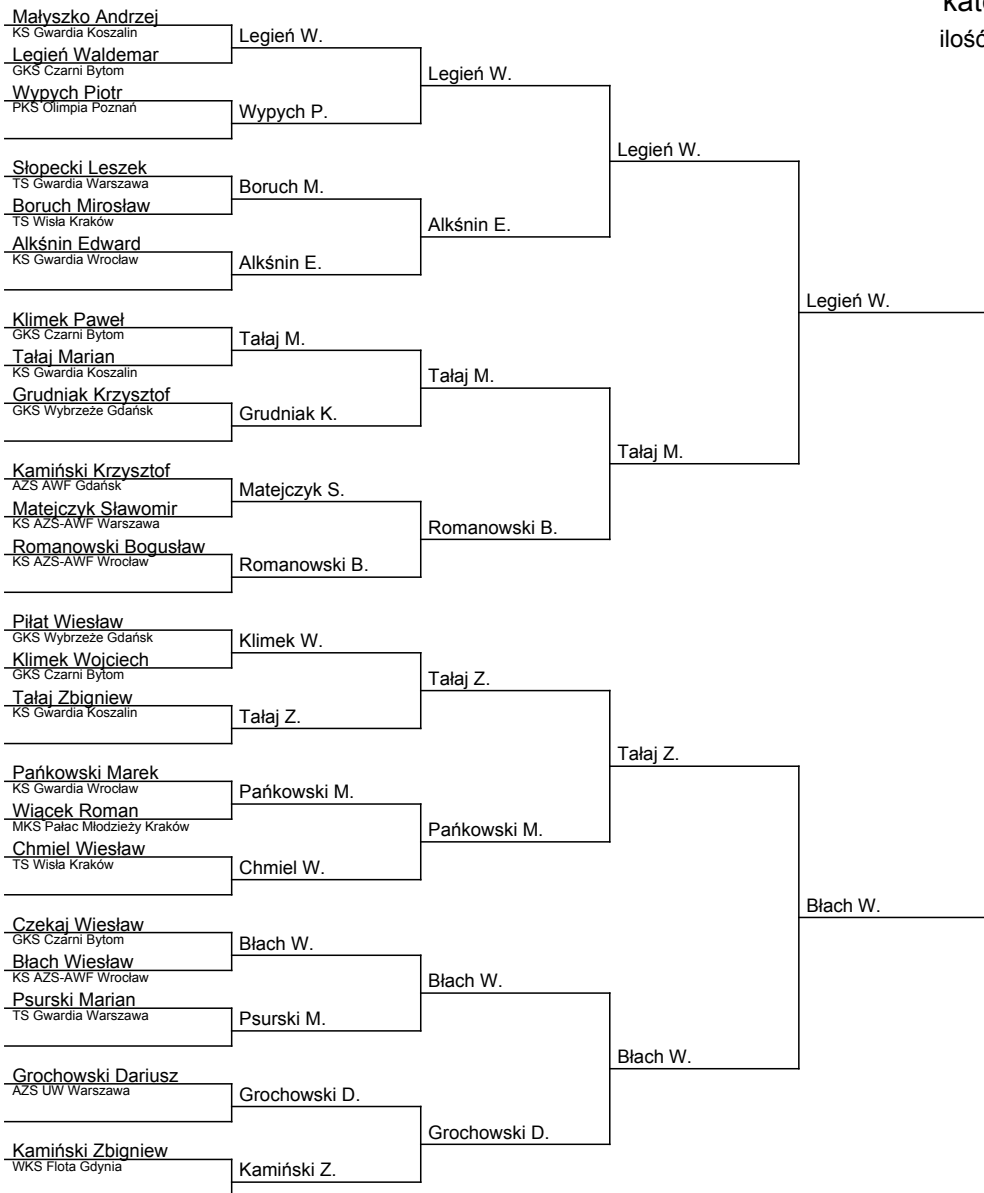 kate
ilość
Małyszko Andrzej
KS Gwardia Koszalin
Legień Waldemar
GKS Czarni Bytom
Wypych Piotr
PKS Olimpia Poznań
Słopecki Leszek
TS Gwardia Warszawa
Boruch Mirosław
TS Wisła Kraków
Alkśnin Edward
KS Gwardia Wrocław
Klimek Paweł
GKS Czarni Bytom
Tałaj Marian
KS Gwardia Koszalin
Grudniak Krzysztof
GKS Wybrzeże Gdańsk
Kamiński Krzysztof
AZS AWF Gdańsk
Matejczyk Sławomir
KS AZS-AWF Warszawa
Romanowski Bogusław
KS AZS-AWF Wrocław
Piłat Wiesław
GKS Wybrzeże Gdańsk
Klimek Wojciech
GKS Czarni Bytom
Tałaj Zbigniew
KS Gwardia Koszalin
Pańkowski Marek
KS Gwardia Wrocław
Wiącek Roman
MKS Pałac Młodzieży Kraków
Chmiel Wiesław
TS Wisła Kraków
Czekaj Wiesław
GKS Czarni Bytom
Błach Wiesław
KS AZS-AWF Wrocław
Psurski Marian
TS Gwardia Warszawa
Grochowski Dariusz
AZS UW Warszawa
Kamiński Zbigniew
WKS Flota Gdynia
Legień W.
Wypych P.
Boruch M.
Alkśnin E.
Tałaj M.
Grudniak K.
Matejczyk S.
Romanowski B.
Klimek W.
Tałaj Z.
Pańkowski M.
Chmiel W.
Błach W.
Psurski M.
Grochowski D.
Kamiński Z.
Legień W.
Alkśnin E.
Tałaj M.
Romanowski B.
Tałaj Z.
Pańkowski M.
Błach W.
Grochowski D.
Legień W.
Tałaj M.
Tałaj Z.
Błach W.
Legień W.
Błach W.